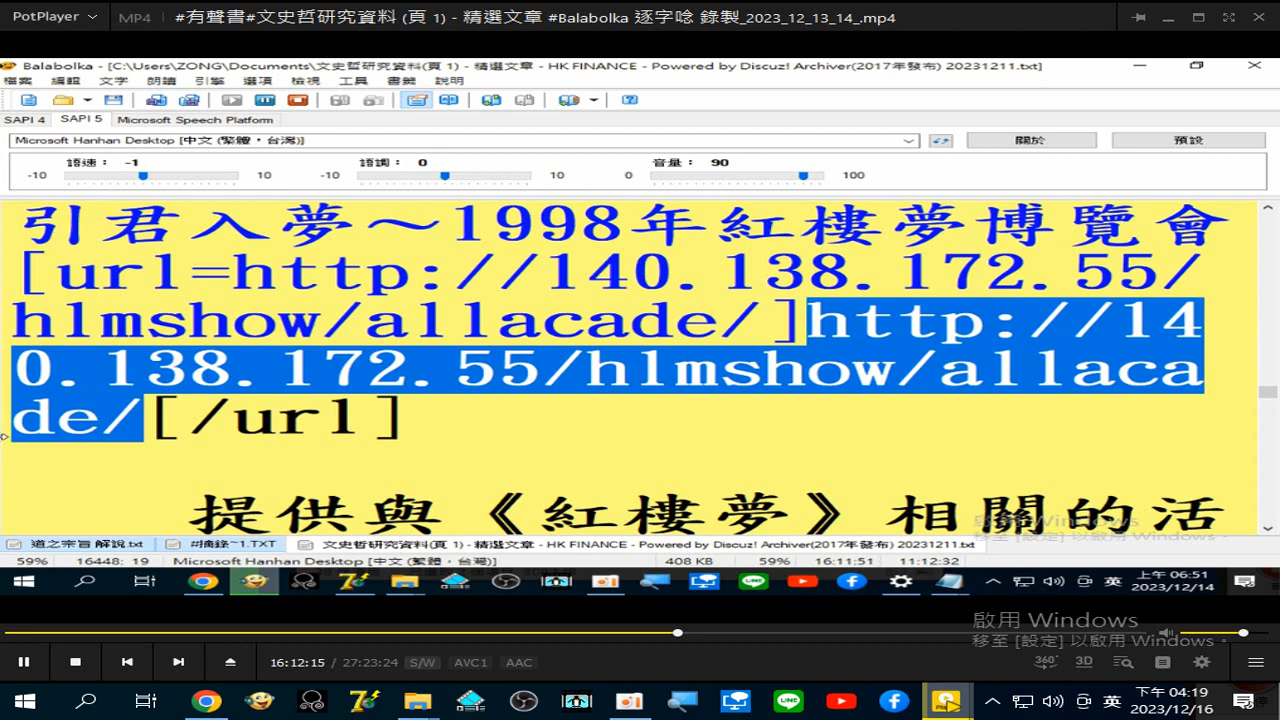 PotPlayer MP4 #有聲書#文史哲研究資料 (頁 1) - 精選文章 #Balabolka 逐字唸 錄製_2023_12_13_14_.mp4
Balabolka - [C:\Users\ZONG\Documents\文史哲研究資料(頁 1) - 精選文章 - HK FINANCE - Powered by Discuz! Archiver(2017年發布) 20231211.txt]
檔案 編輯 文字 朗讀 引擎 選項 檢視 工具 書籤 說明
SAPI 4 SAPI 5 Microsoft Speech Platform
Microsoft Hanhan Desktop [中文 (繁體，台灣)] 關於 預設
語速： -1 語調： 0 音量： 90
-10 10 -10 10 0 100
引君入夢～1998年紅樓夢博覽會
[url=http://140.138.172.55/
hlmshow/allacade/]http://14
0.138.172.55/hlmshow/allaca
de/[/url]
提供與《紅樓夢》相關的活
啟用 Windows
移至 [設定] 以啟用 Windows。
道之宗旨 解說.txt #摘錄~1.TXT 文史哲研究資料(頁 1) - 精選文章 - HK FINANCE - Powered by Discuz! Archiver(2017年發布) 20231211.txt
59% 16448: 19 Microsoft Hanhan Desktop [中文 (繁體，台灣)] 408 KB 59% 16:11:51 11:12:32
英 上午 06:51
2023/12/14
啟用 Windows
移至 [設定] 以啟用 Windows。
16:12:15 / 27:23:24 S/W AVC1 AAC 360° 3D
英 下午 04:19
2023/12/16